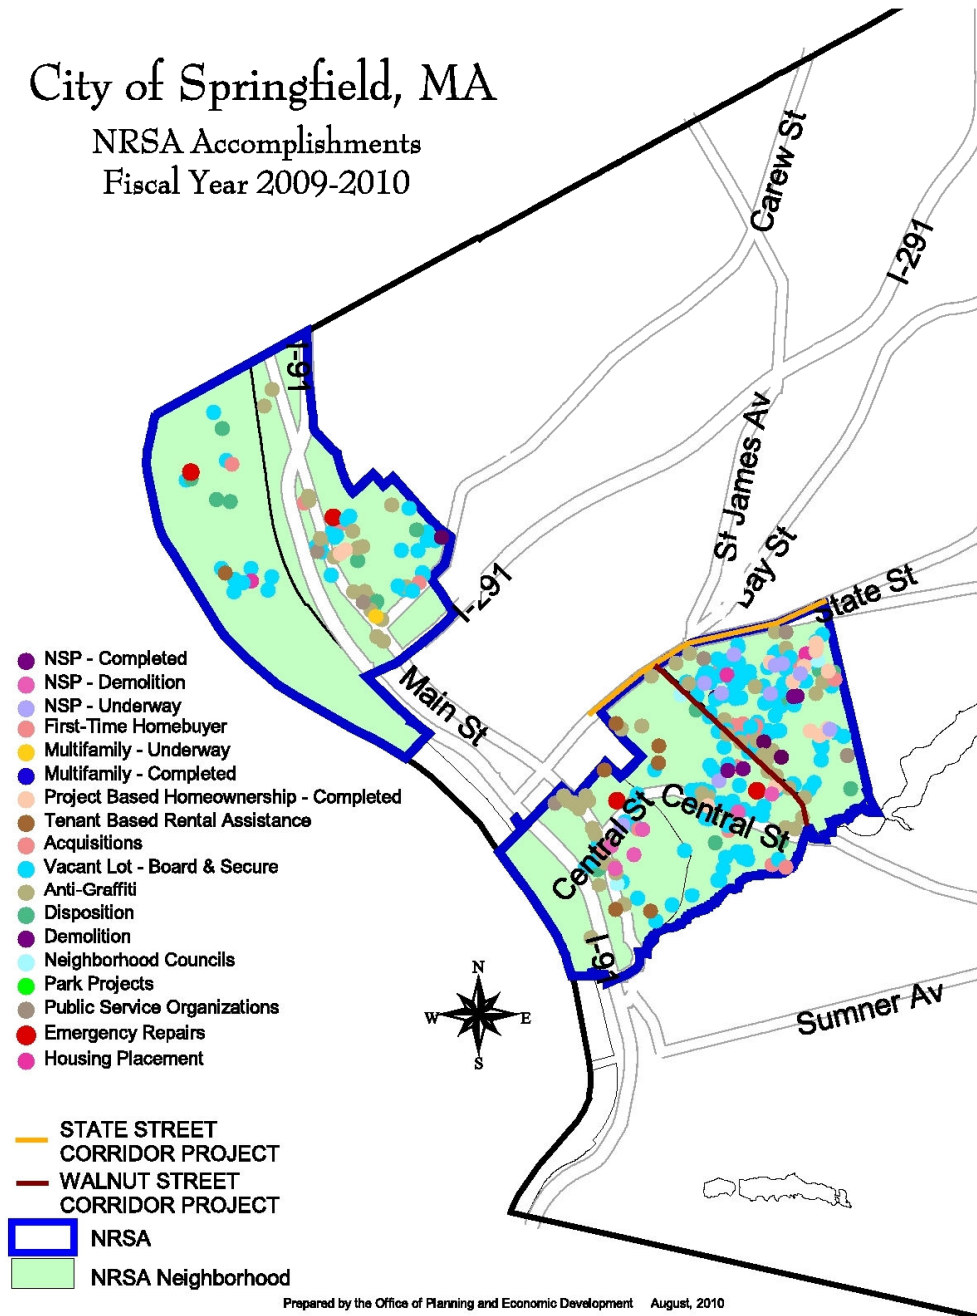 City of Springfield, MA
NRSA Accomplishments
Fiscal Year 2009-2010
Carew St
I-291
I-91
St James Av
Bay St
State St
I-291
Main St
NSP - Completed
NSP - Demolition
NSP - Underway
First-Time Homebuyer
Multifamily - Underway
Multifamily - Completed
Project Based Homeownership - Completed
Tenant Based Rental Assistance
Acquisitions
Vacant Lot - Board & Secure
Anti-Graffiti
Disposition
Demolition
Neighborhood Councils
Park Projects
Public Service Organizations
Emergency Repairs
Housing Placement
Central St
Central St
I-91
N
W
E
S
Sumner Av
STATE STREET
CORRIDOR PROJECT
WALNUT STREET
CORRIDOR PROJECT
NRSA
NRSA Neighborhood
Prepared by the Office of Planning and Economic Development August, 2010